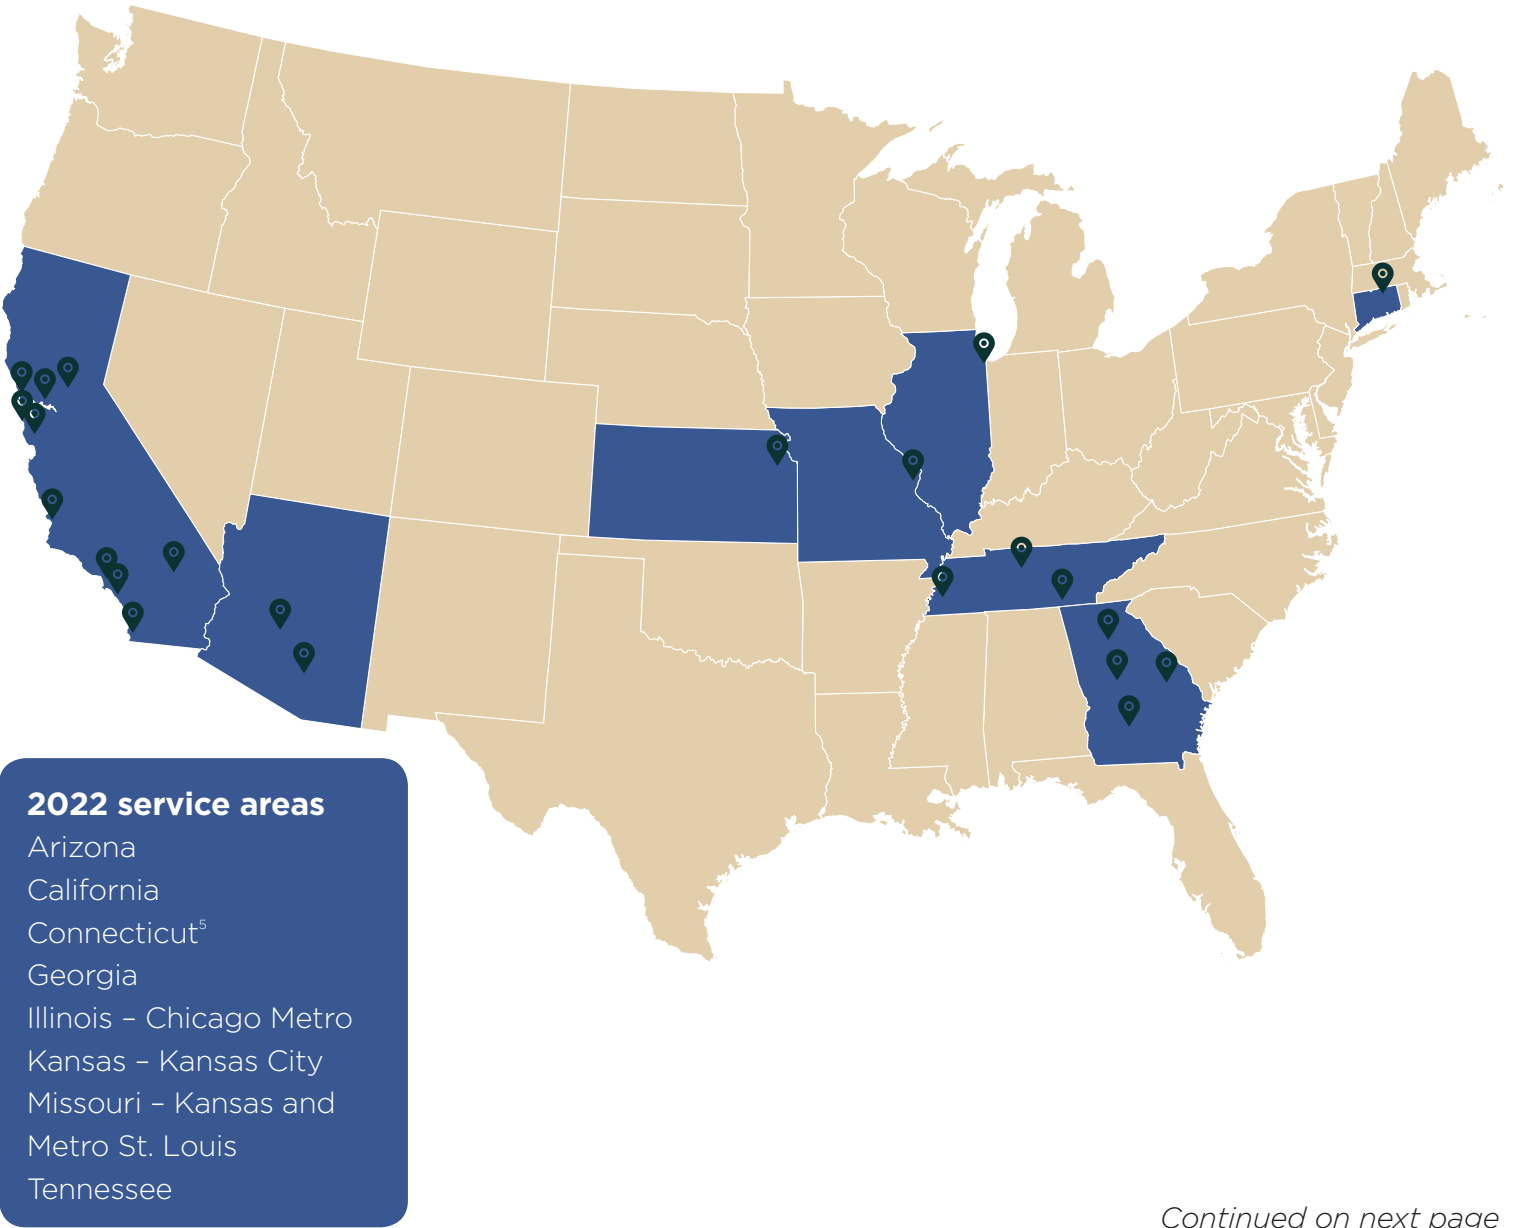 2022 service areas
Arizona
California
Connecticut⁵
Georgia
Illinois – Chicago Metro
Kansas – Kansas City
Missouri – Kansas and
Metro St. Louis
Tennessee
Continued on next page